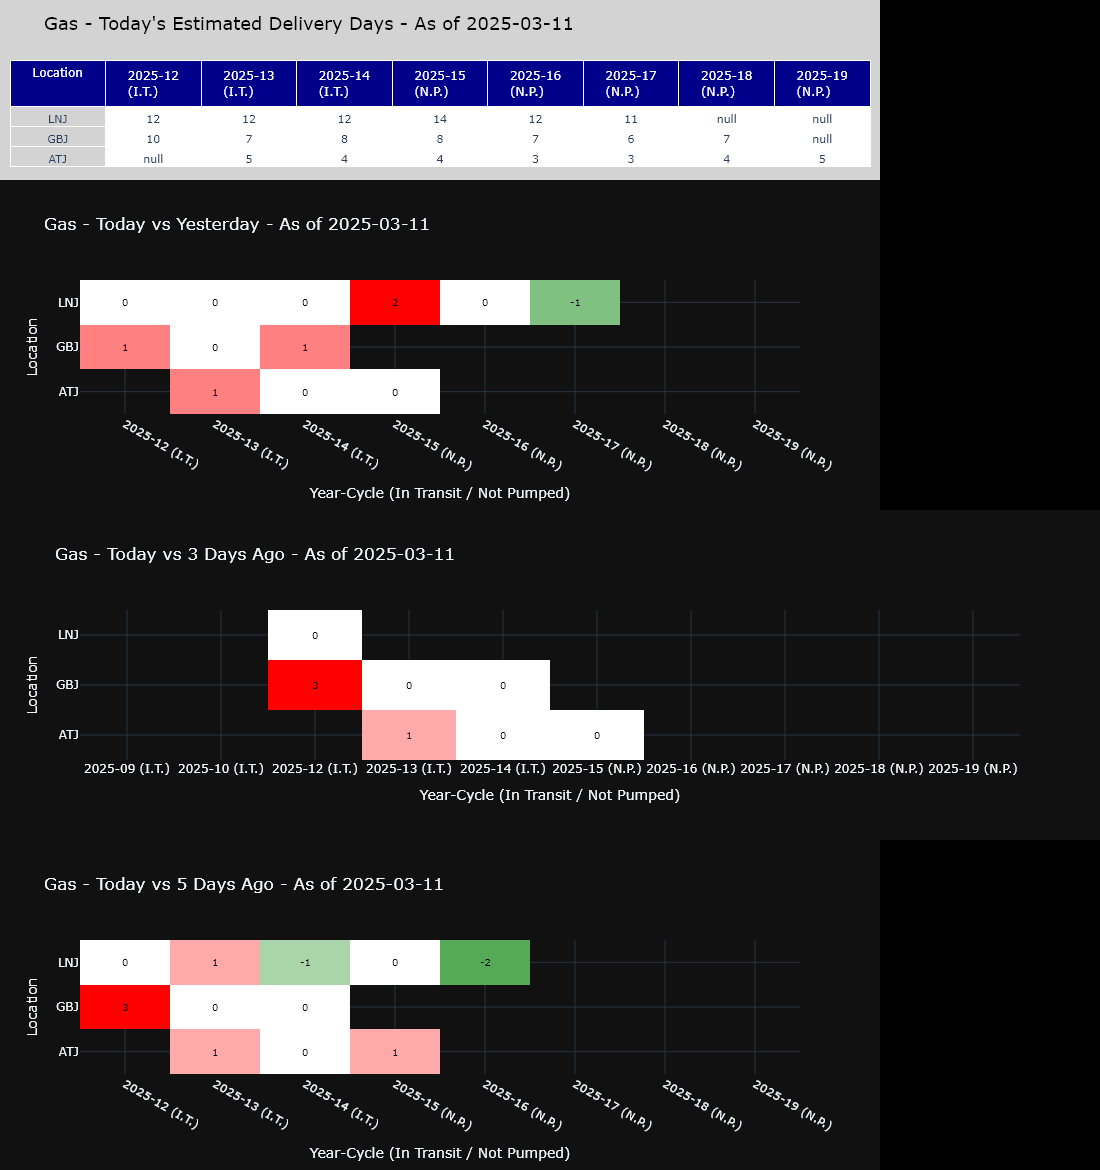 Gas - Today's Estimated Delivery Days - As of 2025-03-11
Location 2025-12 (I.T.) 2025-13 (I.T.) 2025-14 (I.T.) 2025-15 (N.P.) 2025-16 (N.P.) 2025-17 (N.P.) 2025-18 (N.P.) 2025-19 (N.P.)
LNJ 12 12 12 14 12 11 null null
GBJ 10 7 8 8 7 6 7 null
ATJ null 5 4 4 3 3 4 5
Gas - Today vs Yesterday - As of 2025-03-11
Location
LNJ 0 0 0 2 0 -1
GBJ 1 0 1
ATJ 1 0 0
2025-12 (I.T.) 2025-13 (I.T.) 2025-14 (I.T.) 2025-15 (N.P.) 2025-16 (N.P.) 2025-17 (N.P.) 2025-18 (N.P.) 2025-19 (N.P.)
Year-Cycle (In Transit / Not Pumped)
Gas - Today vs 3 Days Ago - As of 2025-03-11
Location
LNJ 0
GBJ 3 0 0
ATJ 1 0 0
2025-09 (I.T.) 2025-10 (I.T.) 2025-12 (I.T.) 2025-13 (I.T.) 2025-14 (I.T.) 2025-15 (N.P.) 2025-16 (N.P.) 2025-17 (N.P.) 2025-18 (N.P.) 2025-19 (N.P.)
Year-Cycle (In Transit / Not Pumped)
Gas - Today vs 5 Days Ago - As of 2025-03-11
Location
LNJ 0 1 -1 0 -2
GBJ 3 0 0
ATJ 1 0 1
2025-12 (I.T.) 2025-13 (I.T.) 2025-14 (I.T.) 2025-15 (N.P.) 2025-16 (N.P.) 2025-17 (N.P.) 2025-18 (N.P.) 2025-19 (N.P.)
Year-Cycle (In Transit / Not Pumped)